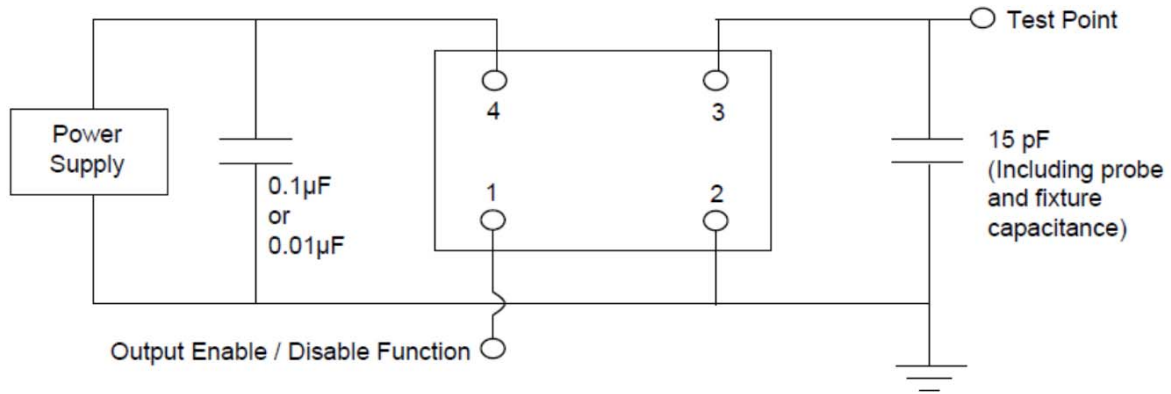 Test Point
4
3
Power
Supply
15 pF
(Including probe
and fixture
capacitance)
0.1µF
or
0.01µF
1
2
Output Enable / Disable Function